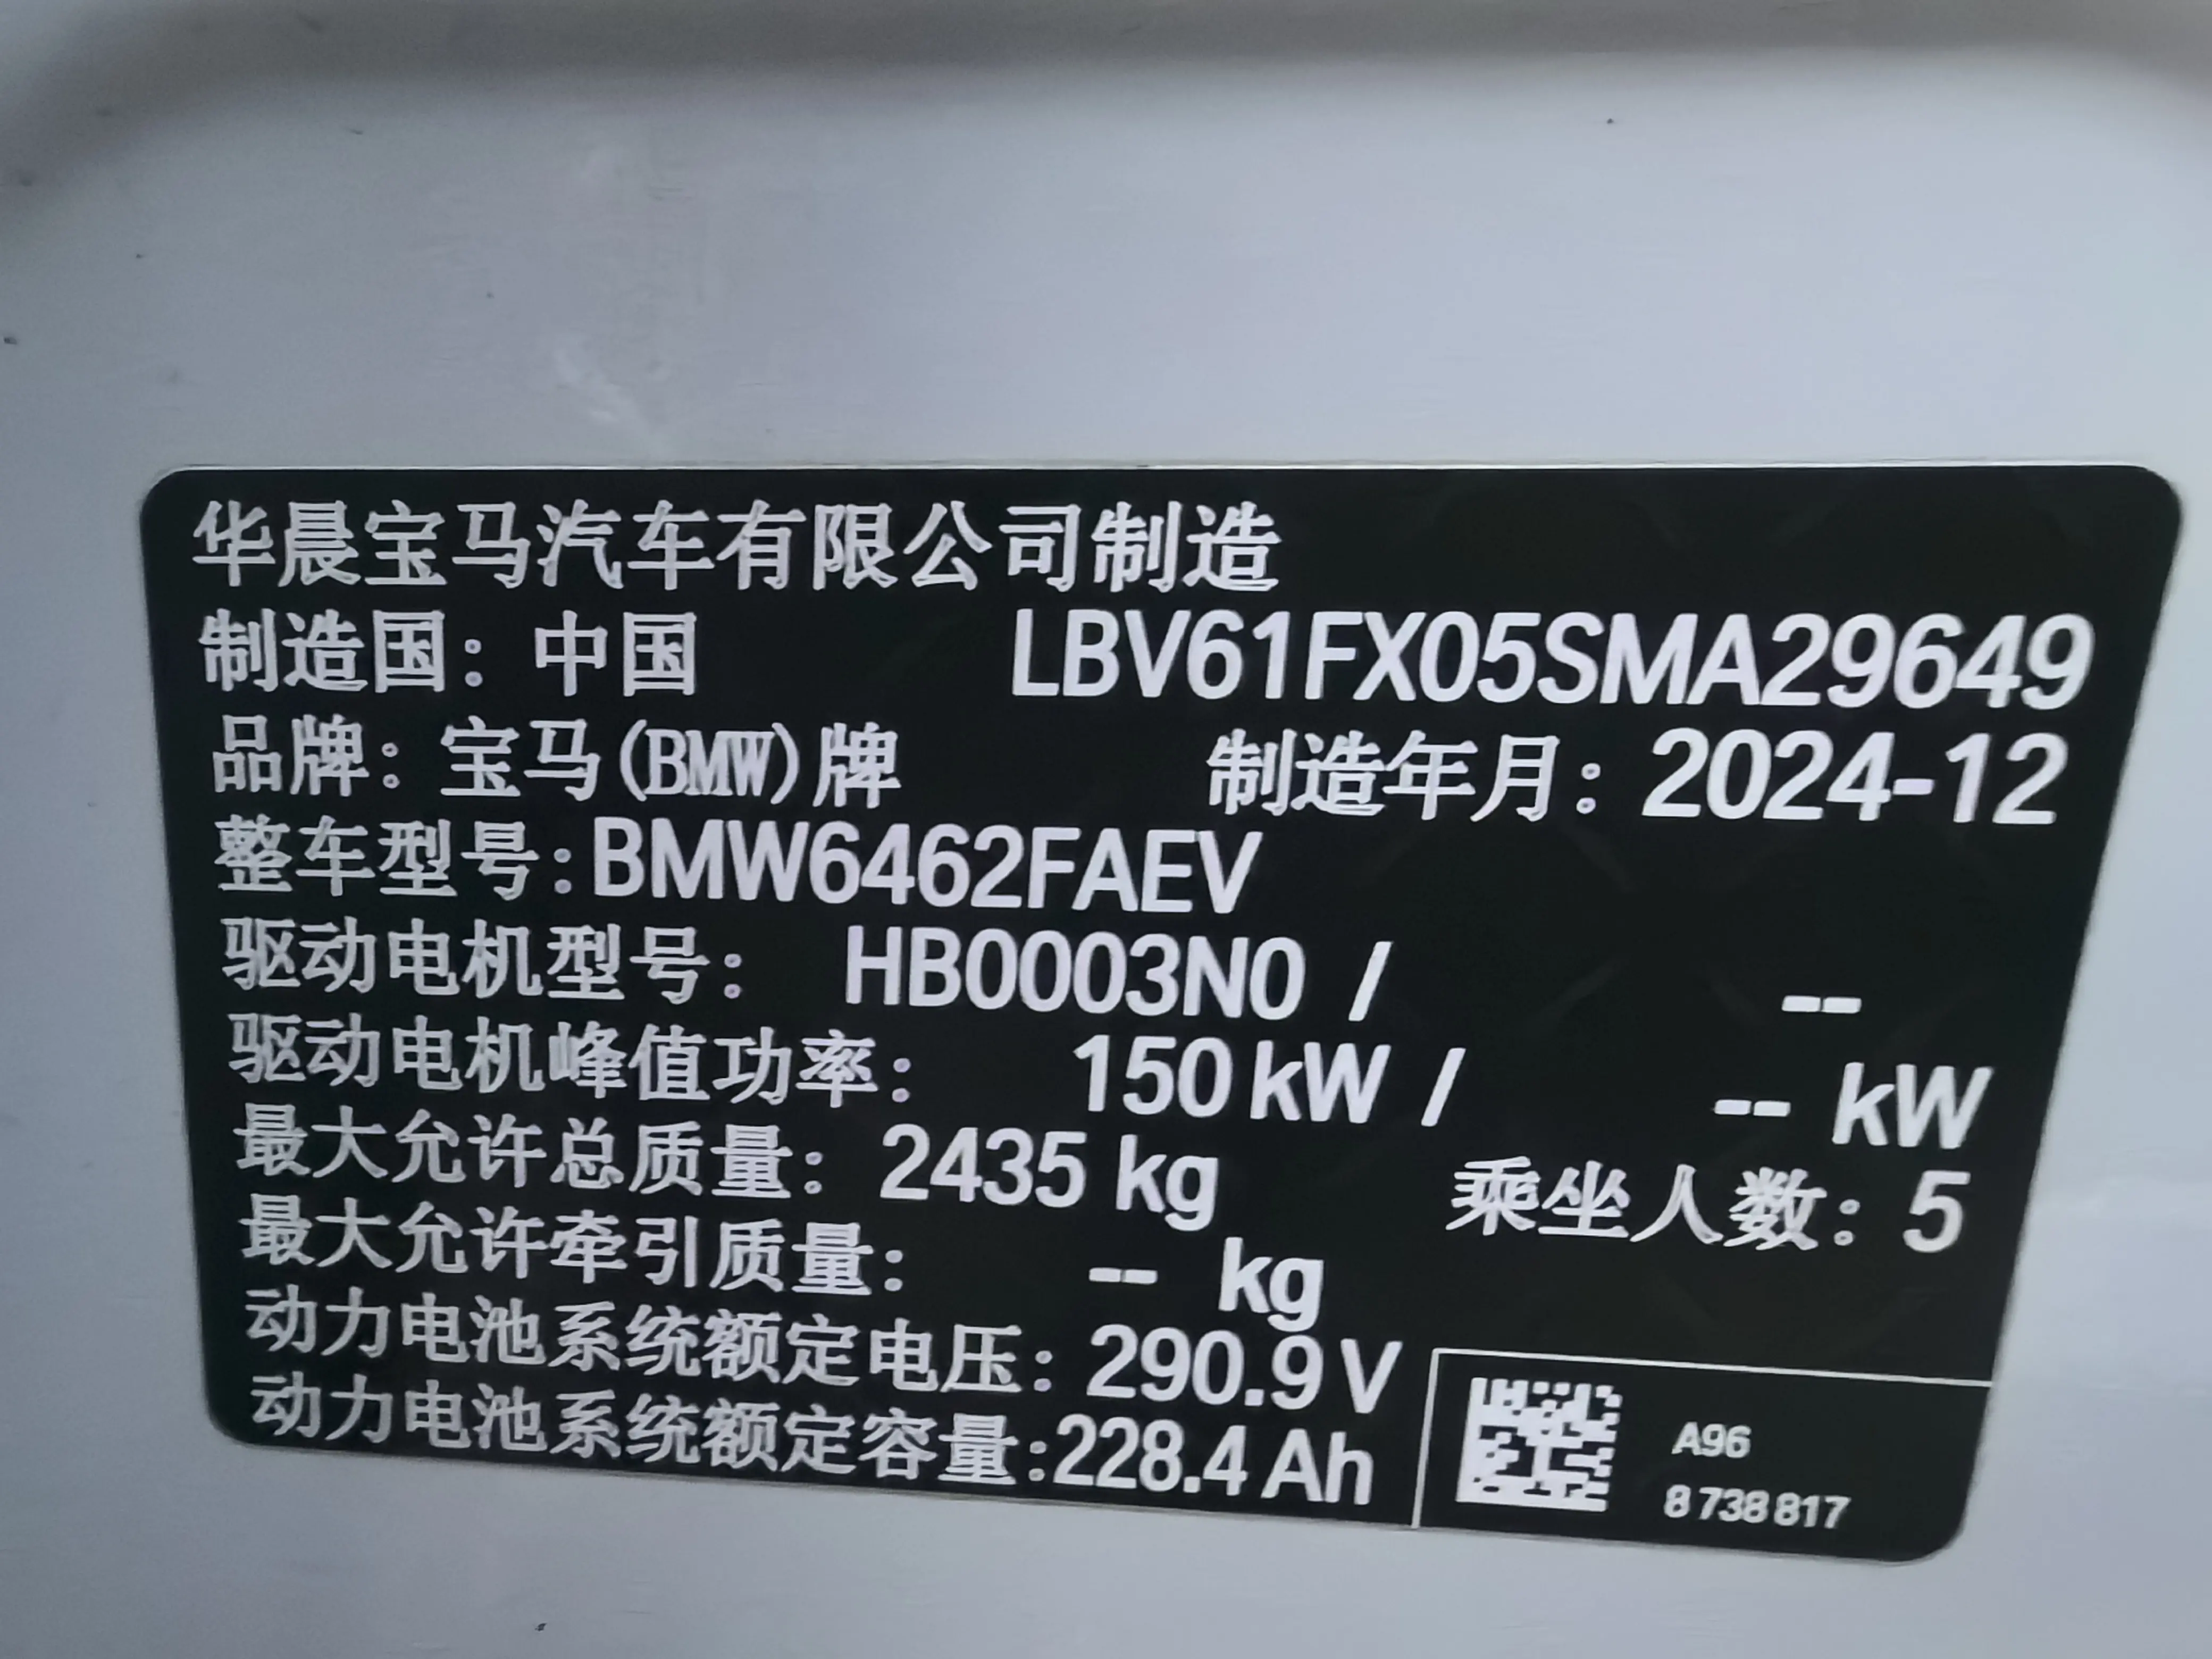 华晨宝马汽车有限公司制造
制造国：中国 LBV61FX05SMA29649
品牌：宝马(BMW)牌 制造年月：2024-12
整车型号:BMW6462FAEV
驱动电机型号： HB0003N0 / --
驱动电机峰值功率： 150 kW / -- kW
最大允许总质量：2435 kg 乘坐人数：5
最大允许牵引质量： -- kg
动力电池系统额定电压：290.9 V
动力电池系统额定容量:228.4 Ah
A96
8 738 817